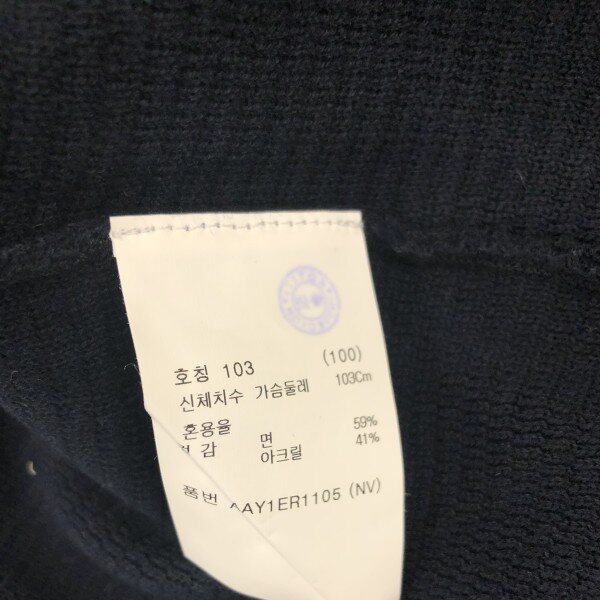 호칭 103 (100)
신체치수 가슴둘레 103Cm
혼용율
감 면 59%
아크릴 41%
품번 AAY1ER1105 (NV)